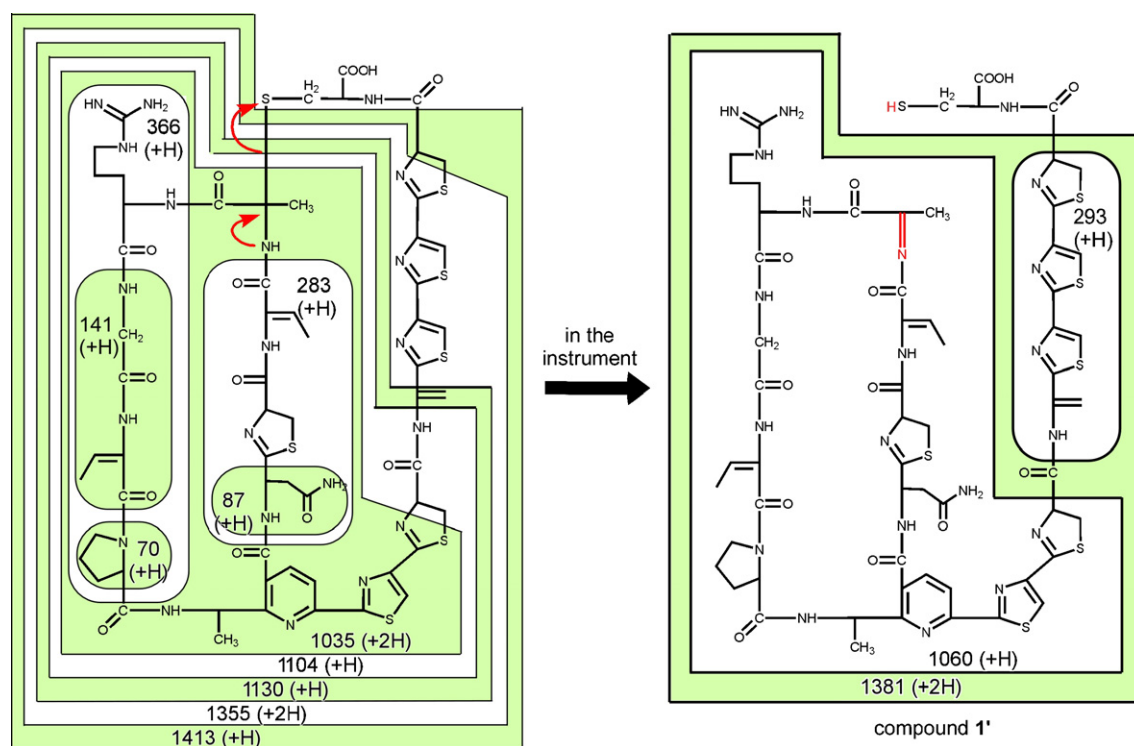 COOH
H2
S C NH C O
HN NH2
366
(+H)
NH
O H
C N C CH3
N S
NH
C=O
O=C
283
(+H)
N S
NH
141
(+H)
CH2
NH
O=C
N S
C=O
NH
N S
NH
O=C
NH2
87
(+H)
O
NH
C=O
N
70
(+H)
O=C
N S
O=C NH
CH3
N
N S
1035 (+2H)
1104 (+H)
1130 (+H)
1355 (+2H)
1413 (+H)
in the
instrument
COOH
H2
HS C NH C O
HN NH2
NH
H O
N C CH3
N S
293
(+H)
N
C=O
O=C
N S
NH
NH
CH2
C=O
O=C
N S
NH
N S
NH
O=C
NH2
O
NH
C=O
N
O=C
N S
O=C NH
CH3
N
N S
1060 (+H)
1381 (+2H)
compound 1'